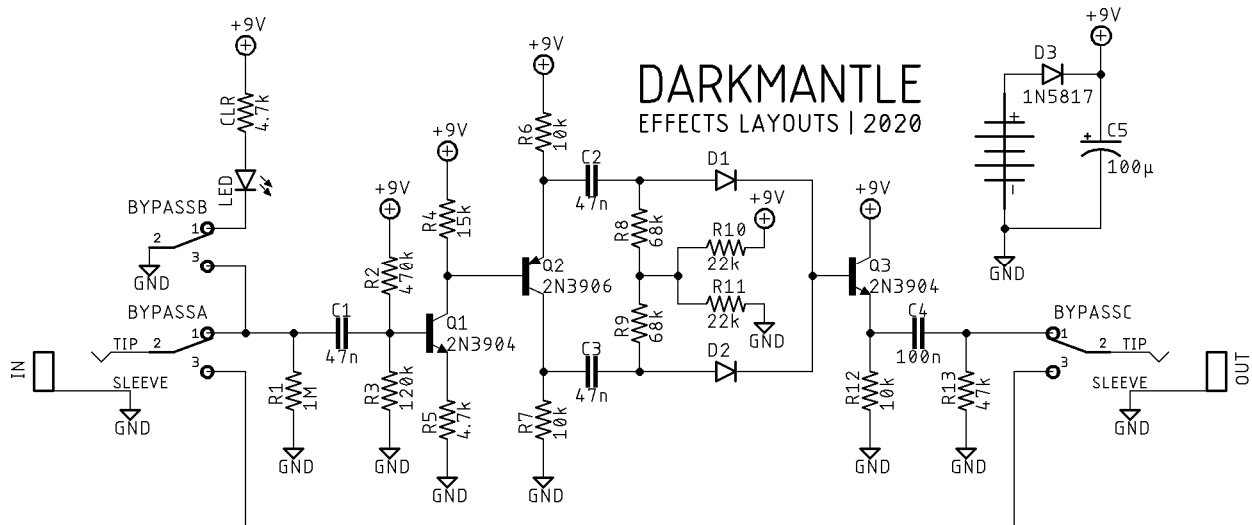 DARKMANTLE
EFFECTS LAYOUTS | 2020
+9V
CLR
4.7k
LED
BYPASSB
1
2
3
GND
BYPASSA
1
2
3
TIP
IN
SLEEVE
GND
R1
1M
GND
C1
47n
+9V
R2
470k
R3
120k
GND
+9V
R4
15k
Q1
2N3904
R5
4.7k
GND
+9V
R6
10k
Q2
2N3906
R7
10k
GND
C2
47n
C3
47n
R8
68k
R9
68k
D1
D2
+9V
R10
22k
R11
22k
GND
+9V
Q3
2N3904
R12
10k
GND
C4
100n
R13
47k
GND
+9V
D3
1N5817
+
-
+
C5
100µ
GND
BYPASSC
1
2
3
TIP
SLEEVE
GND
OUT